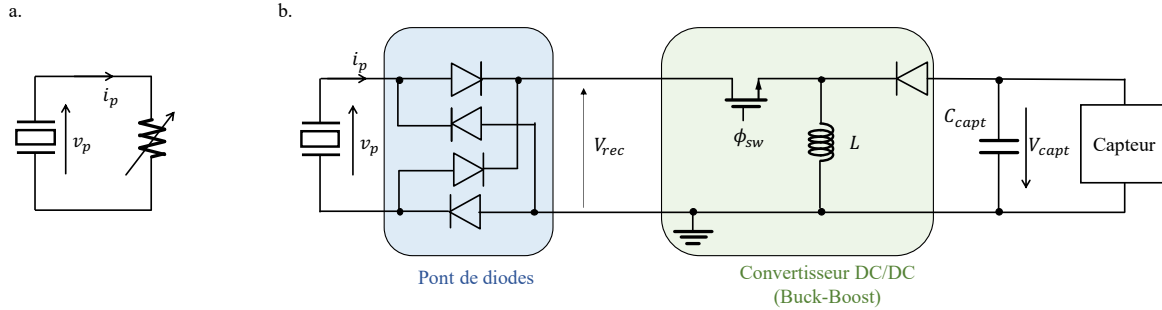 a.
b.
i_p
v_p
i_p
v_p
V_rec
ϕ_sw
L
C_capt
V_capt
Capteur
Pont de diodes
Convertisseur DC/DC
(Buck-Boost)